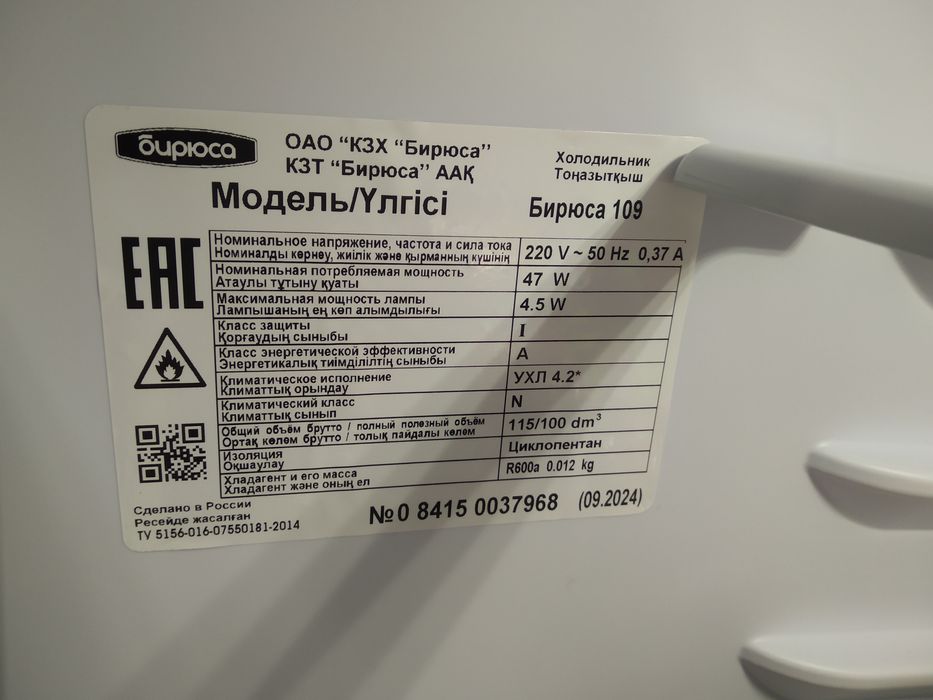 бирюса
ОАО “КЗХ “Бирюса”
КЗТ “Бирюса” ААҚ
Холодильник
Тоңазытқыш
Модель/Үлгісі
Бирюса 109
ЕАС
Номинальное напряжение, частота и сила тока
Номиналды кернеу, жиілік және қырманның күшінің
220 V ~ 50 Hz 0,37 A
Номинальная потребляемая мощность
Атаулы тұтыну қуаты
47 W
Максимальная мощность лампы
Лампышаның ең көп алымдылығы
4.5 W
Класс защиты
Қорғаудың сыныбы
I
Класс энергетической эффективности
Энергетикалық тиімділілтің сыныбы
A
Климатическое исполнение
Климаттық орындау
УХЛ 4.2*
Климатический класс
Климаттық сынып
N
Общий объём брутто / полный полезный объём
Ортақ көлем брутто / толық пайдалы көлем
115/100 dm³
Изоляция
Оқшаулау
Циклопентан
Хладагент и его масса
Хладагент және оның ел
R600a 0.012 kg
Сделано в России
Ресейде жасалған
ТУ 5156-016-07550181-2014
№0 8415 0037968 (09.2024)